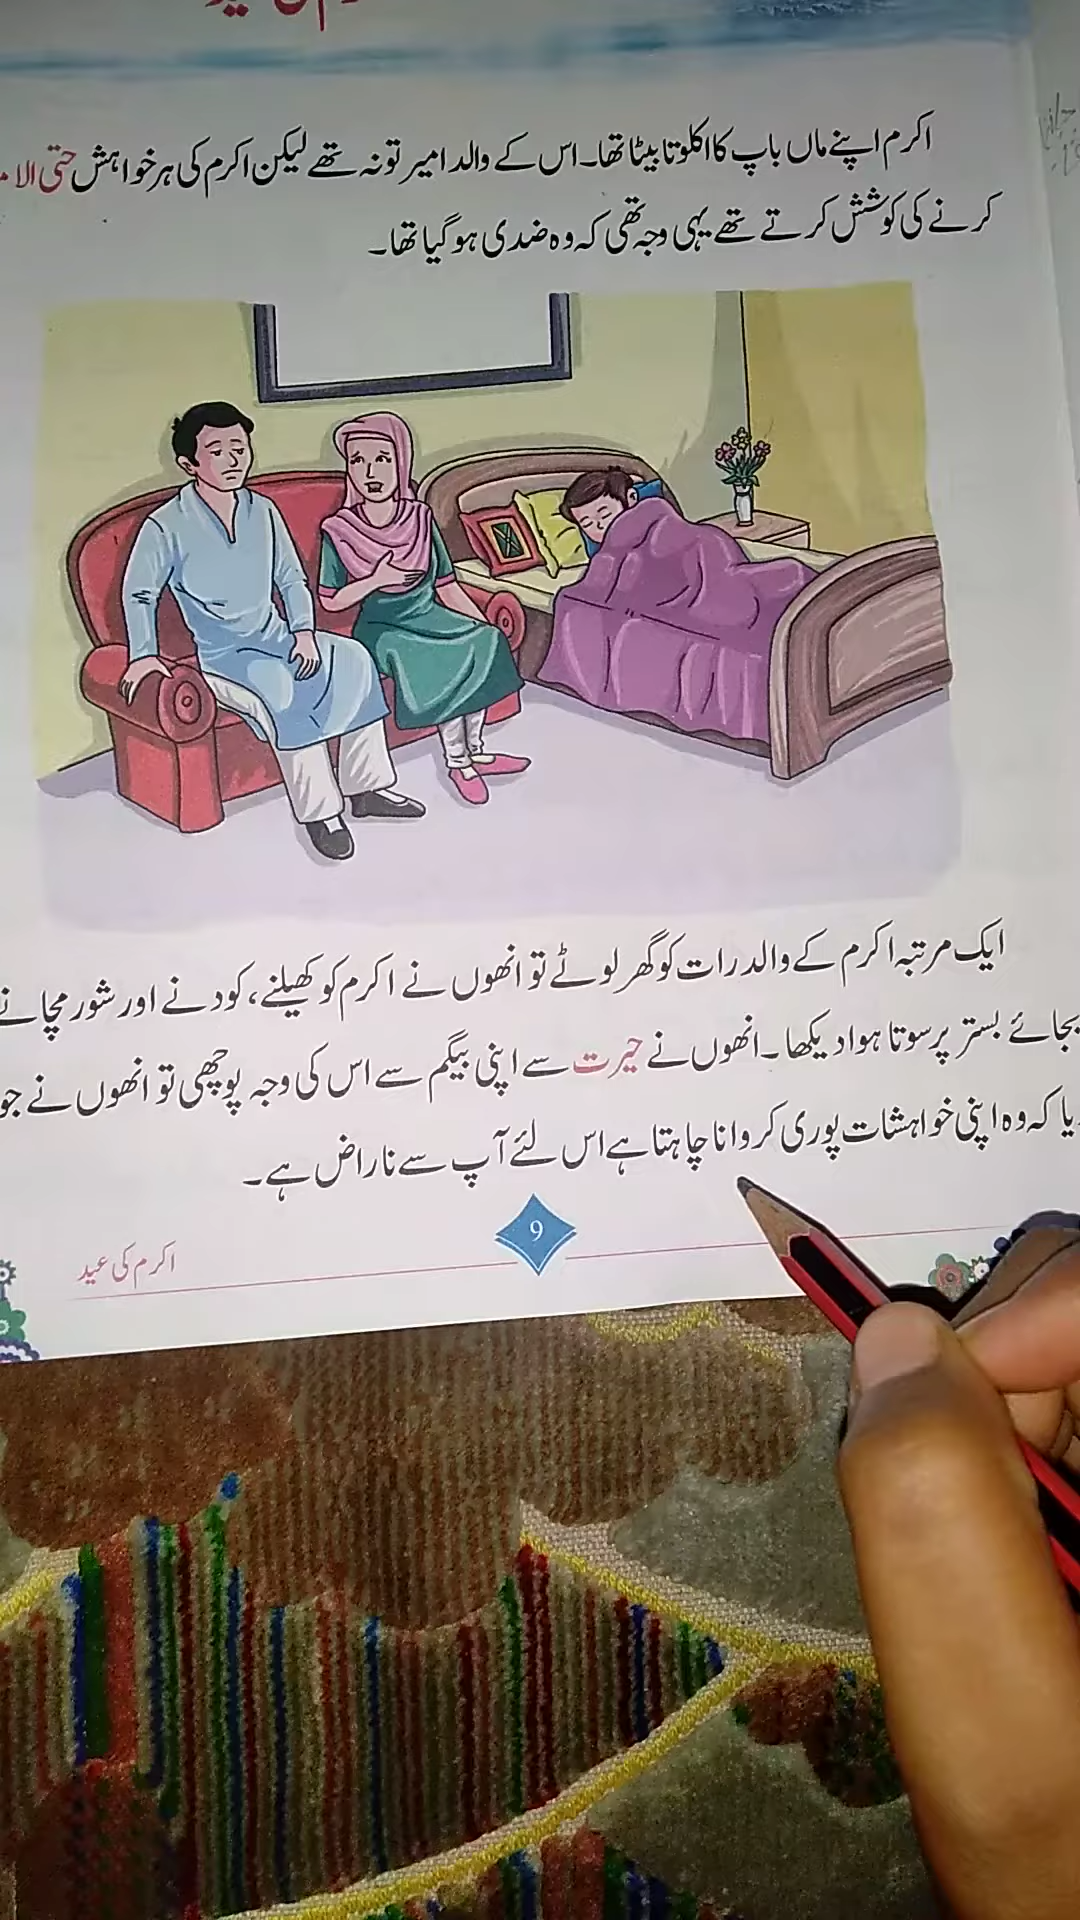 اکرم اپنے ماں باپ کا اکلوتا بیٹا تھا۔ اس کے والد امیر تو نہ تھے لیکن اکرم کی ہر خواہش حتی
کرنے کی کوشش کرتے تھے یہی وجہ تھی کہ وہ ضدی ہو گیا تھا۔
ایک مرتبہ اکرم کے والد رات کو گھر لوٹے تو انھوں نے اکرم کو کھیلنے، کودنے اور شور مچانے
بجائے بستر پر سوتا ہوا دیکھا۔ انھوں نے حیرت سے اپنی بیگم سے اس کی وجہ پوچھی تو انھوں نے
کہ وہ اپنی خواہشات پوری کروانا چاہتا ہے اس لئے آپ سے ناراض ہے۔
9
اکرم کی عید